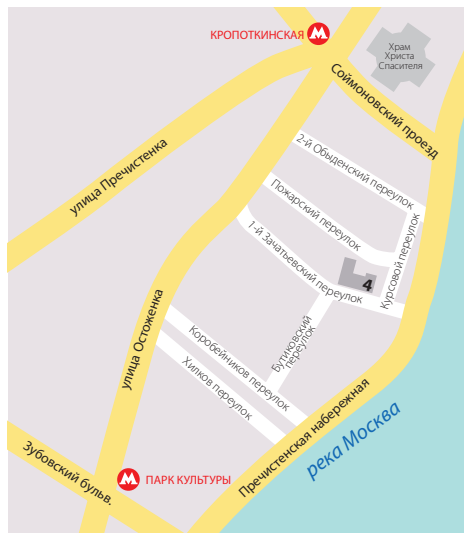 КРОПОТКИНСКАЯ
М
Храм
Христа
Спасителя
Соймоновский проезд
улица Пречистенка
2-й Обыденский переулок
Пожарский переулок
1-й Зачатьевский переулок
Курсовой переулок
4
улица Остоженка
Бутиковский
переулок
Коробейников переулок
Хилков переулок
Пречистенская набережная
река Москва
Зубовский бульв.
М
ПАРК КУЛЬТУРЫ